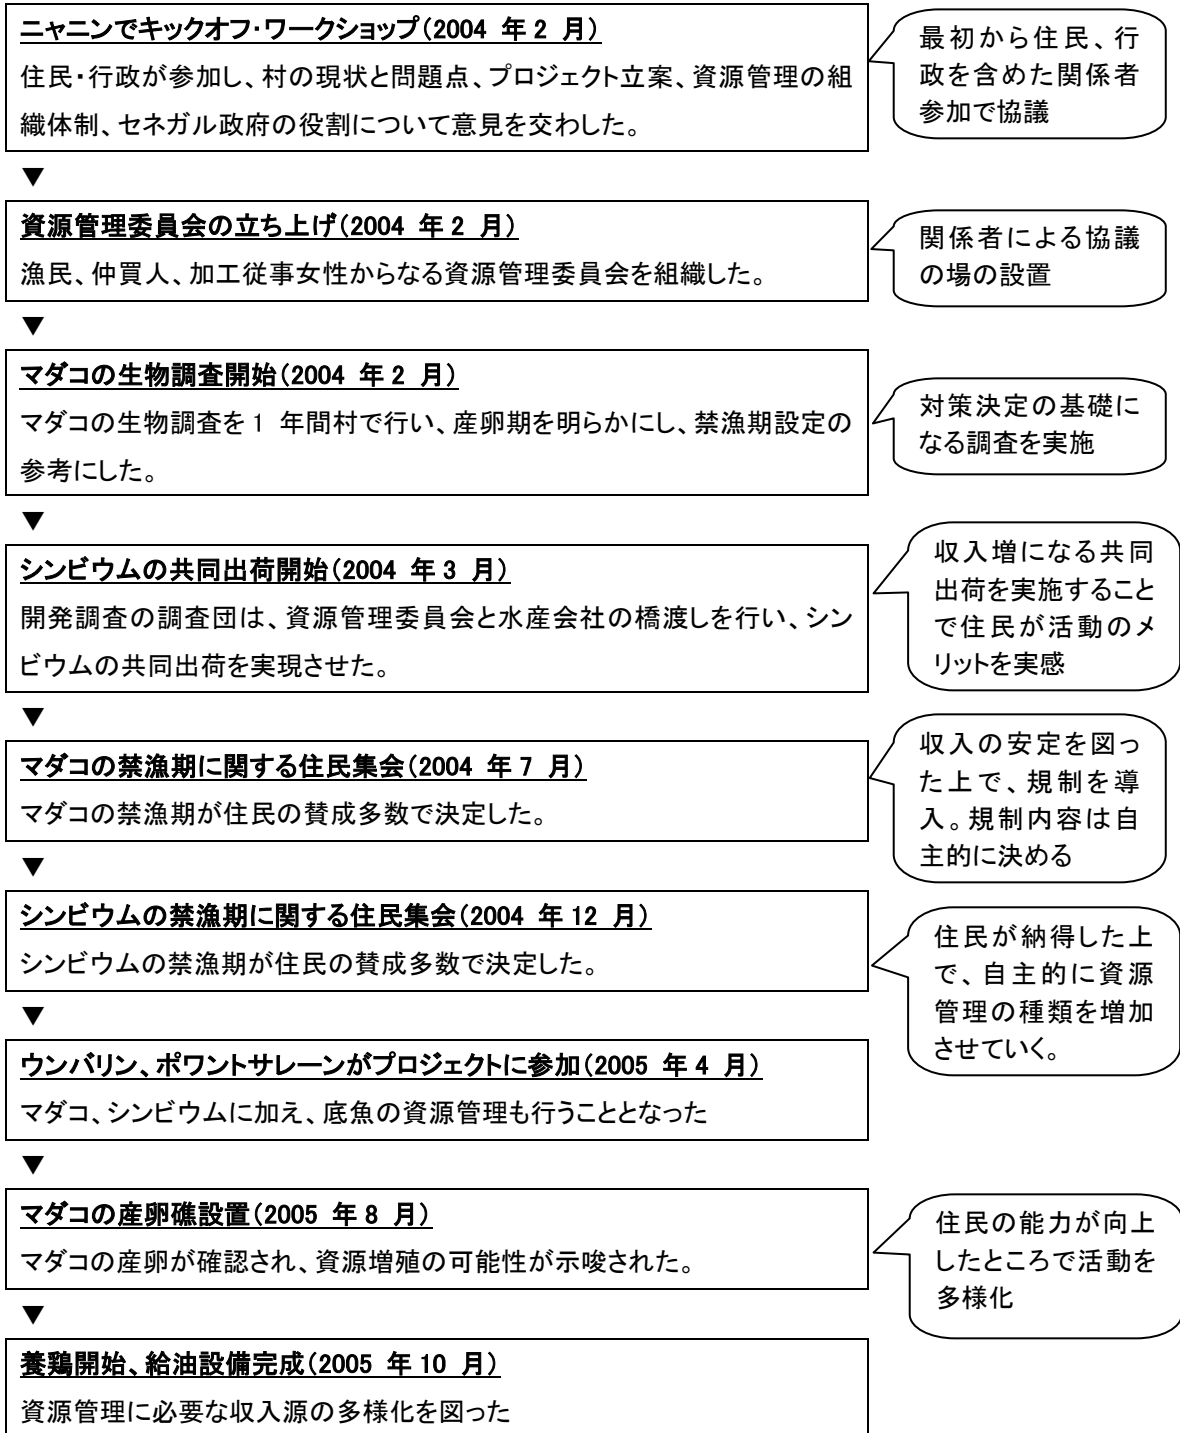 ニャニンでキックオフ・ワークショップ(2004 年 2 月)
住民・行政が参加し、村の現状と問題点、プロジェクト立案、資源管理の組
織体制、セネガル政府の役割について意見を交わした。
最初から住民、行
政を含めた関係者
参加で協議
▼
資源管理委員会の立ち上げ(2004 年 2 月)
漁民、仲買人、加工従事女性からなる資源管理委員会を組織した。
関係者による協議
の場の設置
▼
マダコの生物調査開始(2004 年 2 月)
マダコの生物調査を 1 年間村で行い、産卵期を明らかにし、禁漁期設定の
参考にした。
対策決定の基礎に
なる調査を実施
▼
シンビウムの共同出荷開始(2004 年 3 月)
開発調査の調査団は、資源管理委員会と水産会社の橋渡しを行い、シン
ビウムの共同出荷を実現させた。
収入増になる共同
出荷を実施すること
で住民が活動のメ
リットを実感
▼
マダコの禁漁期に関する住民集会(2004 年 7 月)
マダコの禁漁期が住民の賛成多数で決定した。
収入の安定を図っ
た上で、規制を導
入。規制内容は自
主的に決める
▼
シンビウムの禁漁期に関する住民集会(2004 年 12 月)
シンビウムの禁漁期が住民の賛成多数で決定した。
住民が納得した上
で、自主的に資源
管理の種類を増加
させていく。
▼
ウンバリン、ポワントサレーンがプロジェクトに参加(2005 年 4 月)
マダコ、シンビウムに加え、底魚の資源管理も行うこととなった
▼
マダコの産卵礁設置(2005 年 8 月)
マダコの産卵が確認され、資源増殖の可能性が示唆された。
住民の能力が向上
したところで活動を
多様化
▼
養鶏開始、給油設備完成(2005 年 10 月)
資源管理に必要な収入源の多様化を図った